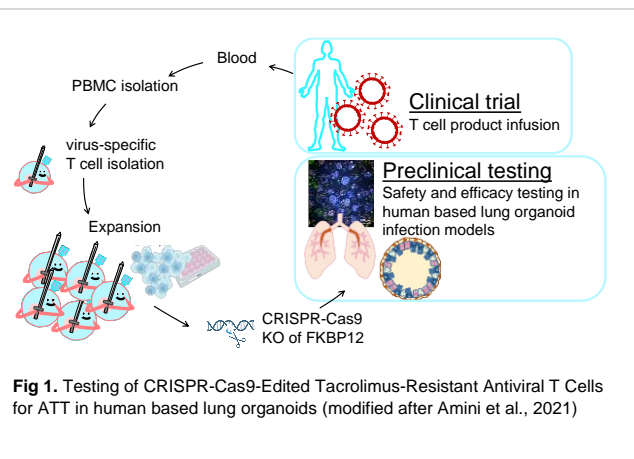 Blood
PBMC isolation
virus-specific
T cell isolation
Expansion
CRISPR-Cas9
KO of FKBP12
Preclinical testing
Safety and efficacy testing in
human based lung organoid
infection models
Clinical trial
T cell product infusion
Fig 1. Testing of CRISPR-Cas9-Edited Tacrolimus-Resistant Antiviral T Cells
for ATT in human based lung organoids (modified after Amini et al., 2021)